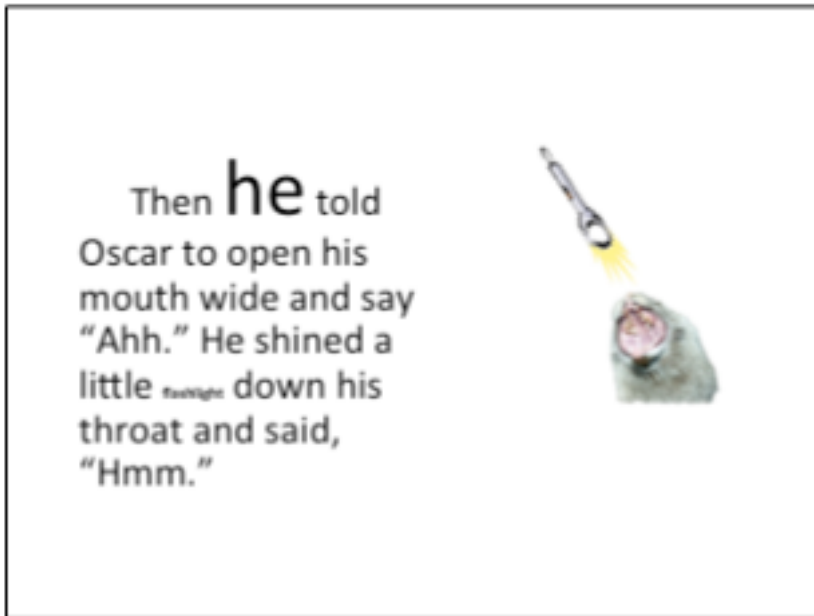 Then he told
Oscar to open his
mouth wide and say
“Ahh.” He shined a
little flashlight down his
throat and said,
“Hmm.”